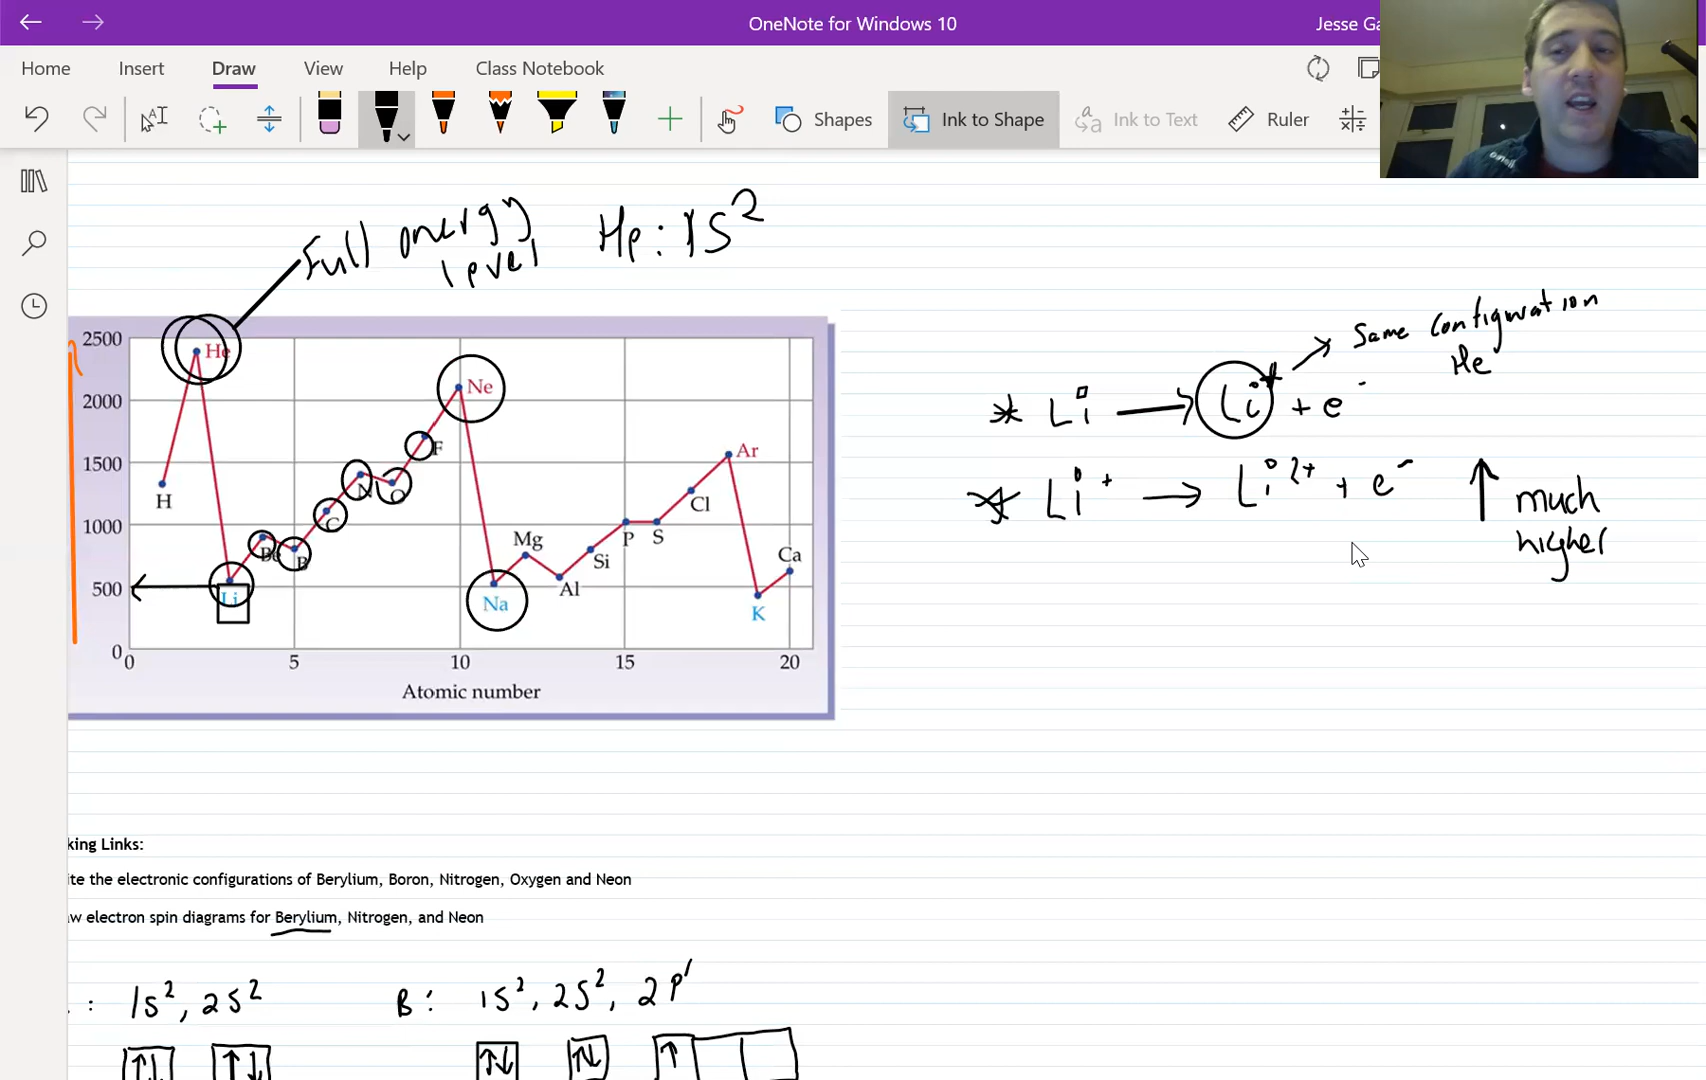 OneNote for Windows 10
Jesse Ga
Home Insert Draw View Help Class Notebook
Shapes Ink to Shape Ink to Text Ruler
onell
Full energy level
He: 1s²
2500
2000
1500
1000
500
0
H He Li Be B C N O F Ne Na Mg Al Si P S Cl Ar K Ca
0 5 10 15 20
Atomic number
Same configuration
He
* Li → Li⁺ + e⁻
* Li⁺ → Li²⁺ + e⁻
↑ much
higher
king Links:
ite the electronic configurations of Berylium, Boron, Nitrogen, Oxygen and Neon
aw electron spin diagrams for Berylium, Nitrogen, and Neon
: 1s², 2s²
B: 1s², 2s², 2p¹
↑↓ ↑↓ ↑↓ ↑↓ ↑